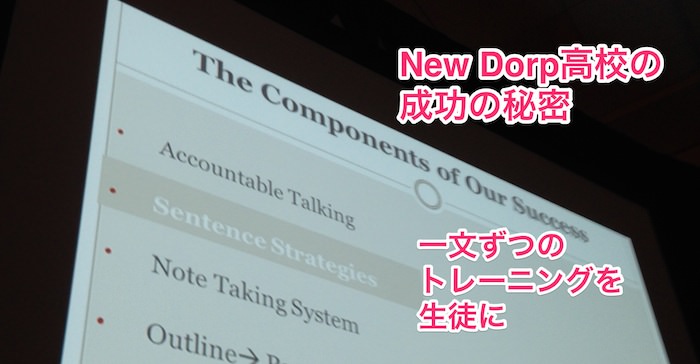 The Components of Our Success
Accountable Talking
Sentence Strategies
Note Taking System
Outline→
New Dorp高校の
成功の秘密
一文ずつの
トレーニングを
生徒に